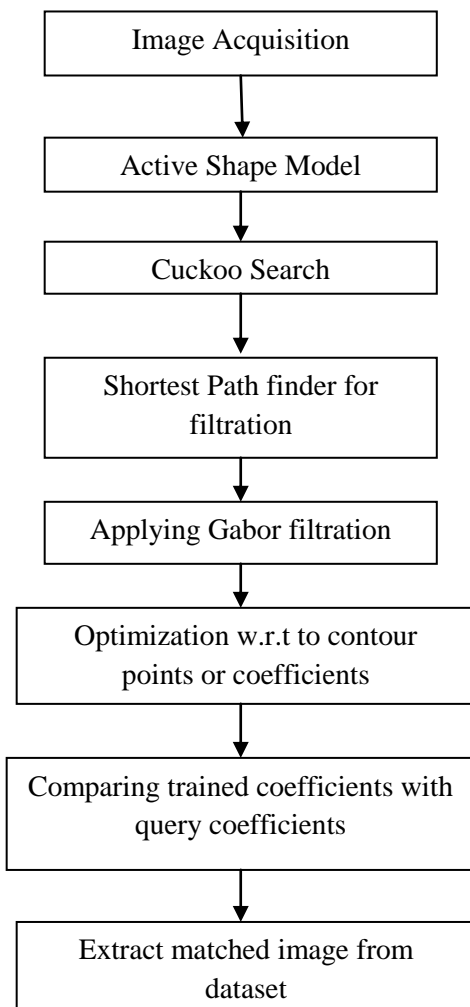 Image Acquisition
Active Shape Model
Cuckoo Search
Shortest Path finder for
filtration
Applying Gabor filtration
Optimization w.r.t to contour
points or coefficients
Comparing trained coefficients with
query coefficients
Extract matched image from
dataset